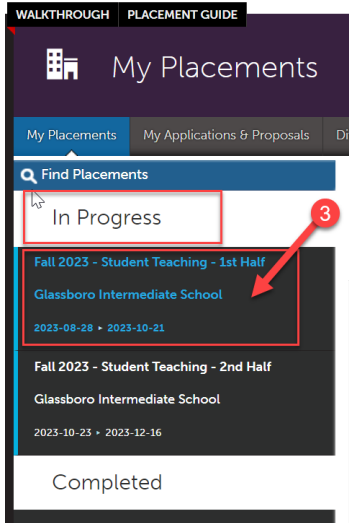 WALKTHROUGH PLACEMENT GUIDE
My Placements
My Placements My Applications & Proposals Di
Find Placements
In Progress
3
Fall 2023 - Student Teaching - 1st Half
Glassboro Intermediate School
2023-08-28 ▸ 2023-10-21
Fall 2023 - Student Teaching - 2nd Half
Glassboro Intermediate School
2023-10-23 ▸ 2023-12-16
Completed